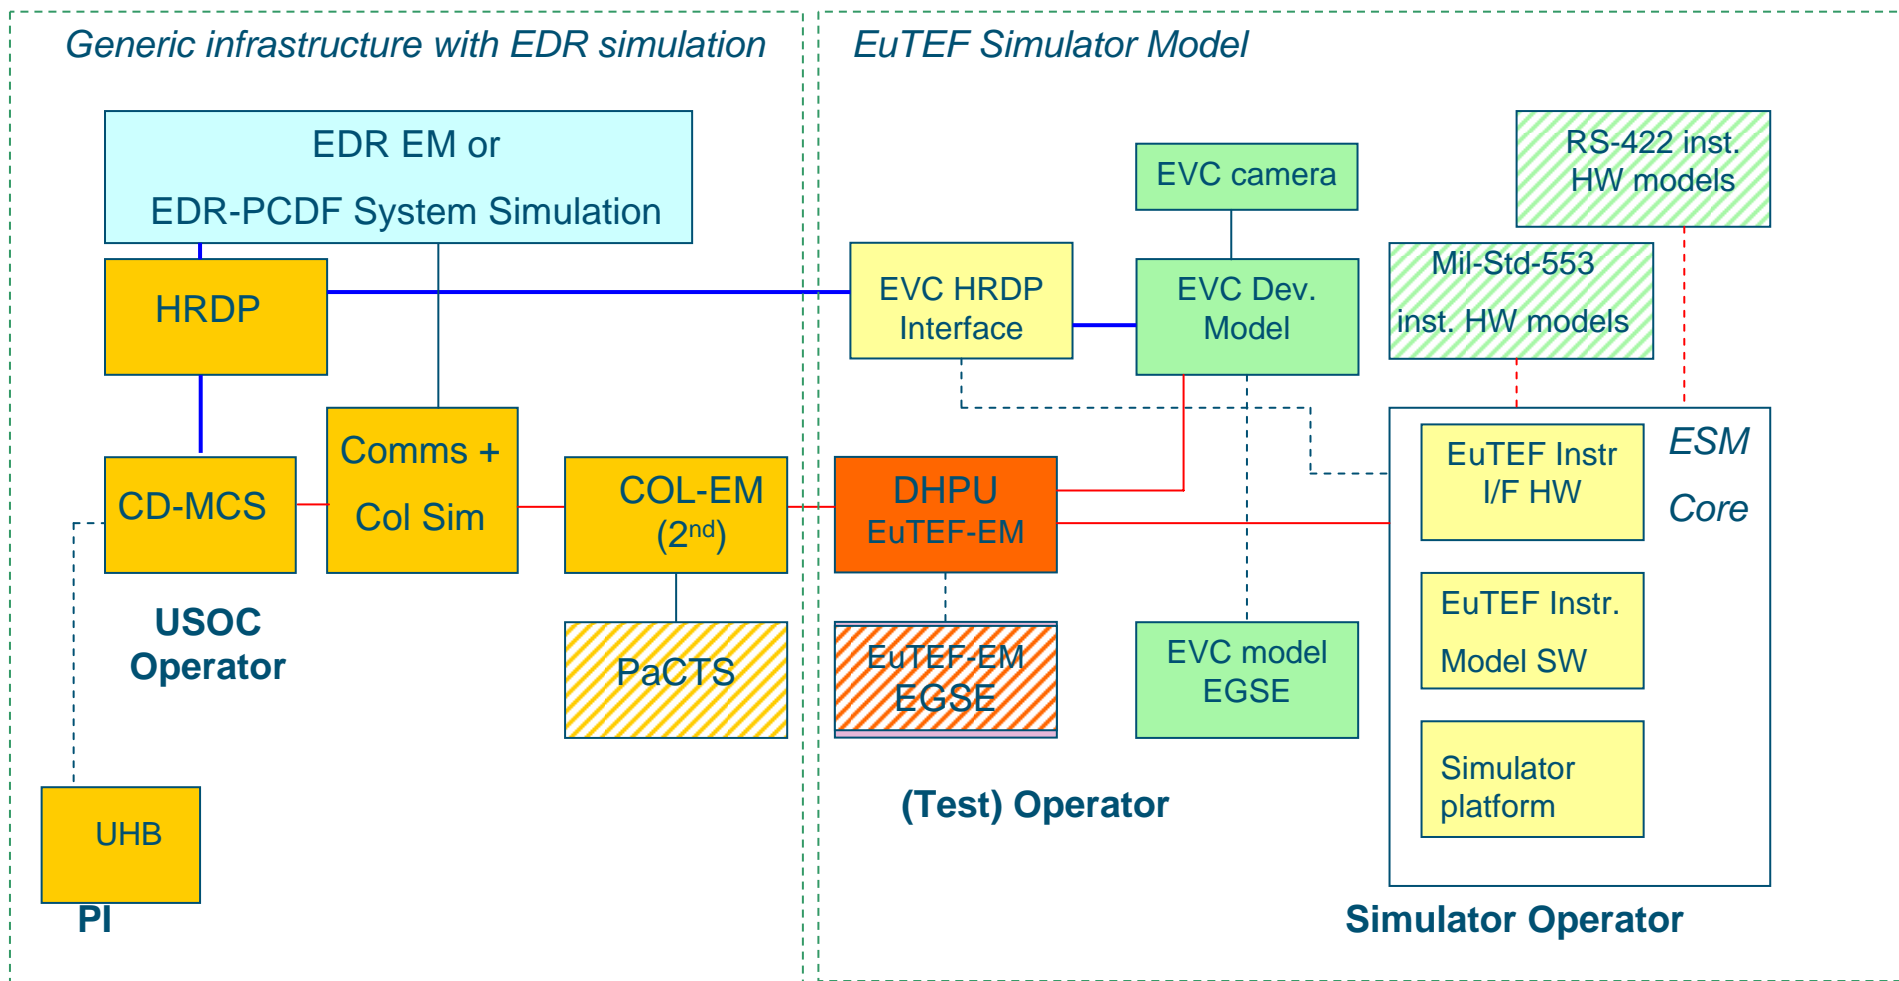 Generic infrastructure with EDR simulation
EuTEF Simulator Model
EDR EM or
EDR-PCDF System Simulation
HRDP
CD-MCS
Comms +
Col Sim
COL-EM
(2nd)
USOC
Operator
PaCTS
UHB
PI
EVC camera
EVC HRDP
Interface
EVC Dev.
Model
RS-422 inst.
HW models
Mil-Std-553
inst. HW models
DHPU
EuTEF-EM
EuTEF-EM
EGSE
EVC model
EGSE
(Test) Operator
ESM
Core
EuTEF Instr
I/F HW
EuTEF Instr.
Model SW
Simulator
platform
Simulator Operator